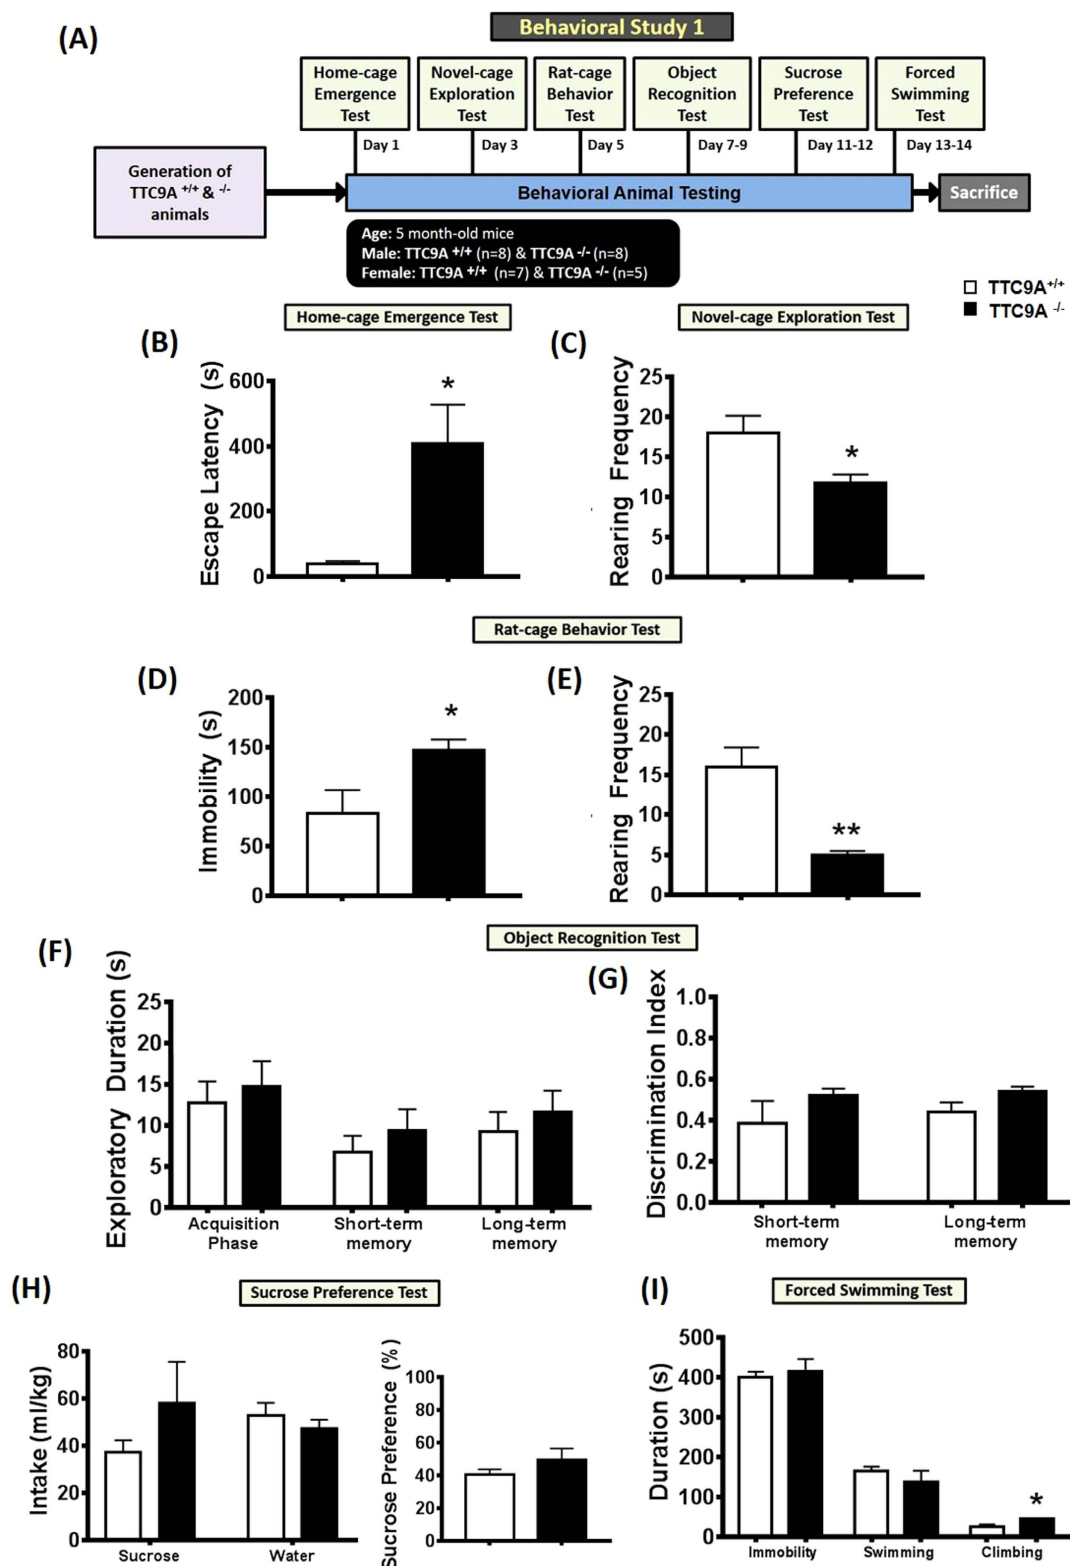 (A)
Behavioral Study 1
Home-cage
Emergence
Test
Novel-cage
Exploration
Test
Rat-cage
Behavior
Test
Object
Recognition
Test
Sucrose
Preference
Test
Forced
Swimming
Test
Day 1
Day 3
Day 5
Day 7-9
Day 11-12
Day 13-14
Generation of
TTC9A +/+ & -/-
animals
Behavioral Animal Testing
Sacrifice
Age: 5 month-old mice
Male: TTC9A +/+ (n=8) & TTC9A -/- (n=8)
Female: TTC9A +/+ (n=7) & TTC9A -/- (n=5)
TTC9A+/+
TTC9A -/-
Home-cage Emergence Test
(B)
Escape Latency (s)
600
400
200
0
*
Novel-cage Exploration Test
(C)
Rearing Frequency
25
20
15
10
5
0
*
Rat-cage Behavior Test
(D)
Immobility (s)
200
150
100
50
0
*
(E)
Rearing Frequency
25
20
15
10
5
0
**
Object Recognition Test
(F)
Exploratory Duration (s)
25
20
15
10
5
0
Acquisition
Phase
Short-term
memory
Long-term
memory
(G)
Discrimination Index
1.0
0.8
0.6
0.4
0.2
0.0
Short-term
memory
Long-term
memory
(H)
Sucrose Preference Test
Intake (ml/kg)
80
60
40
20
0
Sucrose
Water
Sucrose Preference (%)
100
80
60
40
20
0
Forced Swimming Test
(I)
Duration (s)
500
400
300
200
100
0
*
Immobility
Swimming
Climbing